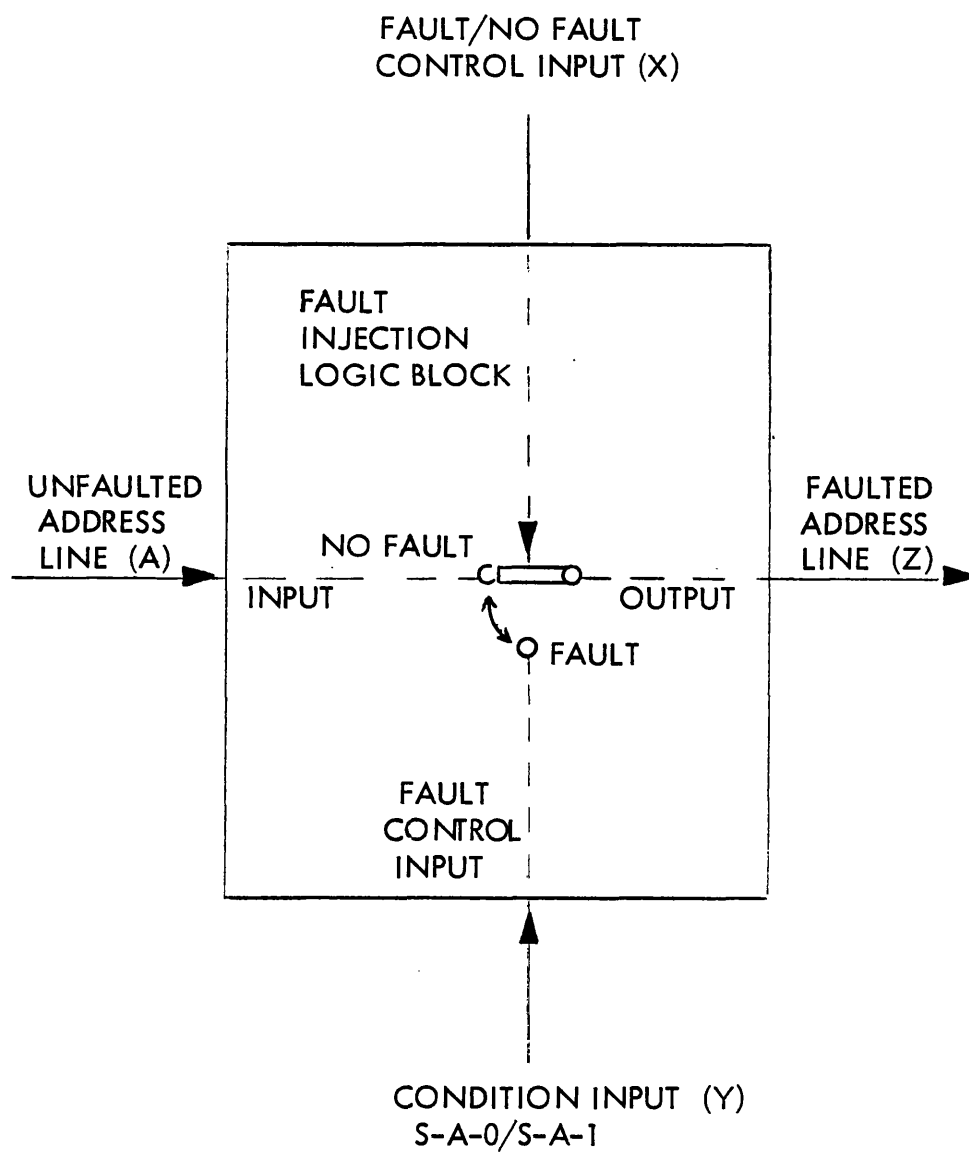 FAULT/NO FAULT
CONTROL INPUT (X)
FAULT
INJECTION
LOGIC BLOCK
UNFAULTED
ADDRESS
LINE (A)
FAULTED
ADDRESS
LINE (Z)
NO FAULT
INPUT
OUTPUT
FAULT
FAULT
CONTROL
INPUT
CONDITION INPUT (Y)
S-A-0/S-A-1